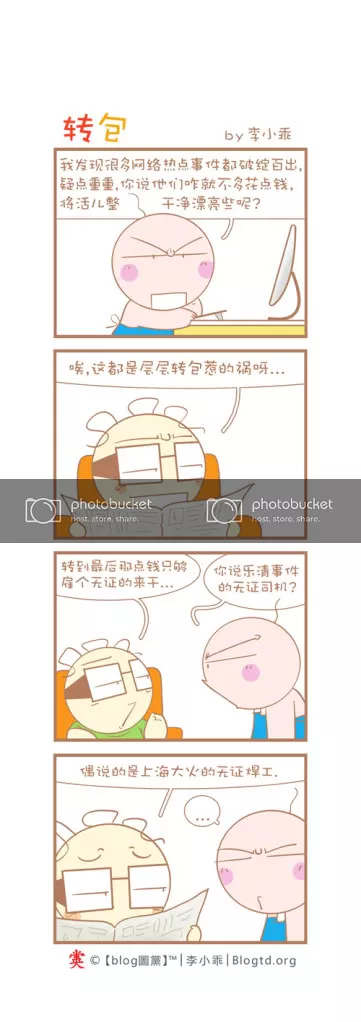 转包
by 李小乖
我发现很多网络热点事件都破绽百出,
疑点重重,你说他们咋就不多花点钱,
将活儿整 干净漂亮些呢?
唉,这都是层层转包惹的祸呀...
photobucket
host. store. share.
photobucket
host. store. share.
转到最后那点钱只够
雇个无证的来干...
你说乐清事件
的无证司机?
偶说的是上海大火的无证焊工.
...
©【blog圖黨】™|李小乖|Blogtd.org